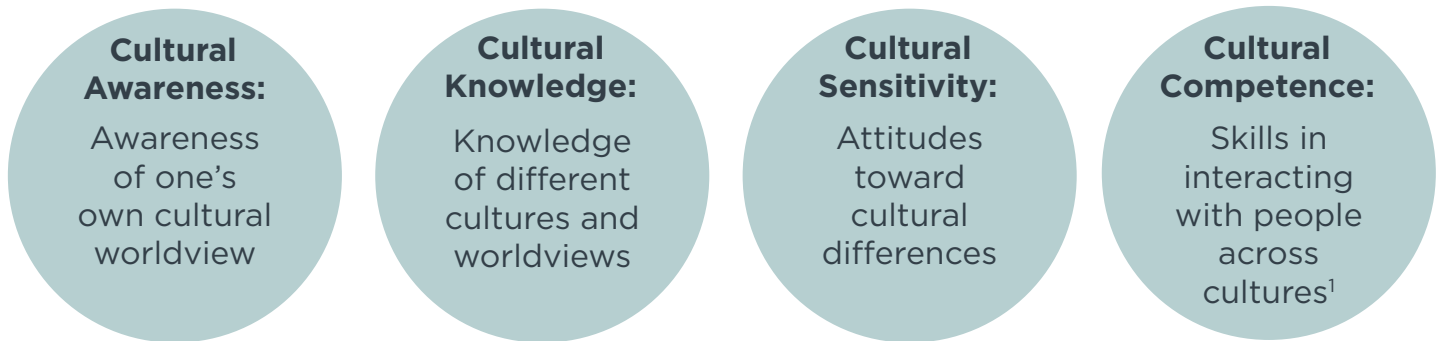 Cultural
Awareness:
Awareness
of one’s
own cultural
worldview
Cultural
Knowledge:
Knowledge
of different
cultures and
worldviews
Cultural
Sensitivity:
Attitudes
toward
cultural
differences
Cultural
Competence:
Skills in
interacting
with people
across
cultures¹